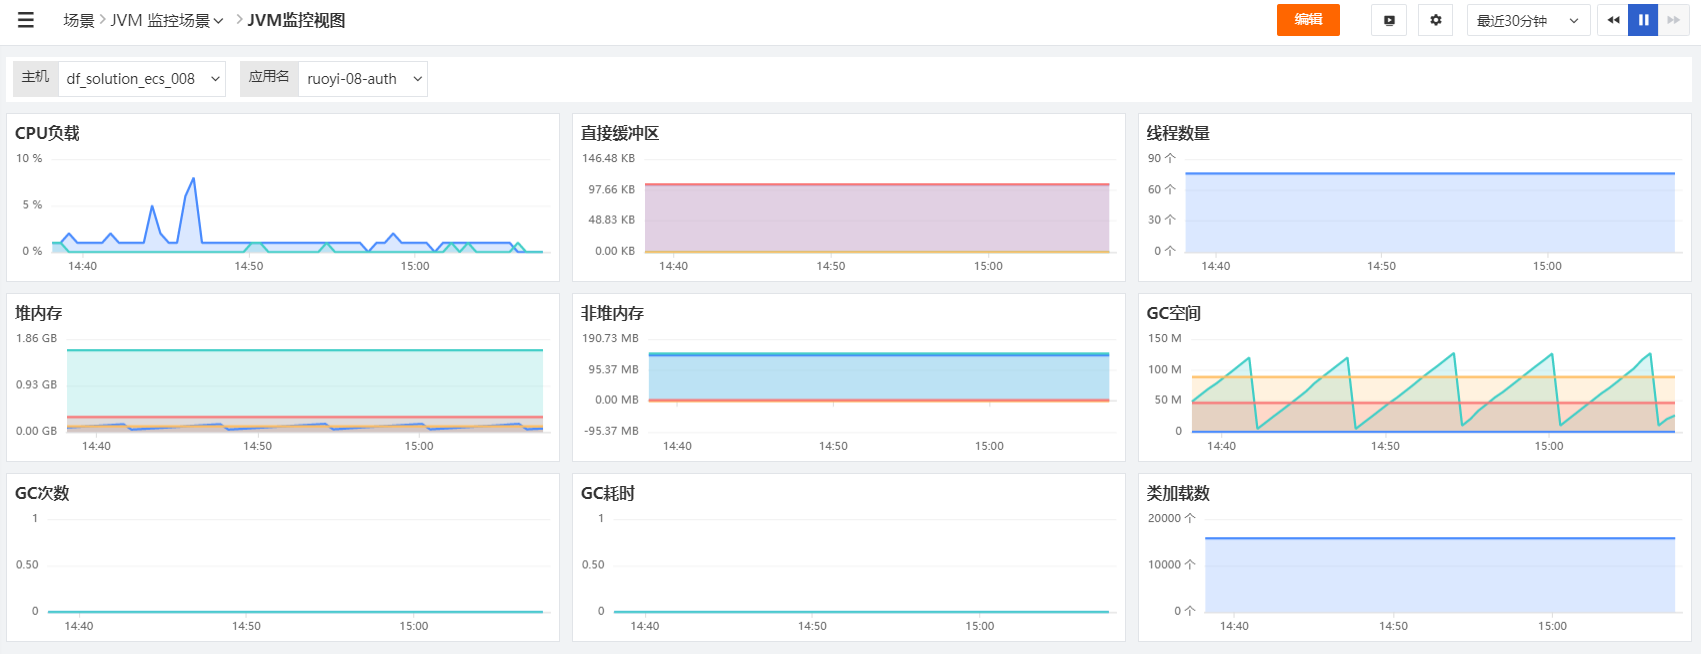 场景 > JVM 监控场景 > JVM监控视图
编辑
最近30分钟
主机 df_solution_ecs_008
应用名 ruoyi-08-auth
CPU负载
10 %
5 %
0 %
14:40 14:50 15:00
直接缓冲区
146.48 KB
97.66 KB
48.83 KB
0.00 KB
14:40 14:50 15:00
线程数量
90 个
60 个
30 个
0 个
14:40 14:50 15:00
堆内存
1.86 GB
0.93 GB
0.00 GB
14:40 14:50 15:00
非堆内存
190.73 MB
95.37 MB
0.00 MB
-95.37 MB
14:40 14:50 15:00
GC空间
150 M
100 M
50 M
0
14:40 14:50 15:00
GC次数
1
0.50
0
14:40 14:50 15:00
GC耗时
1
0.50
0
14:40 14:50 15:00
类加载数
20000 个
10000 个
0 个
14:40 14:50 15:00